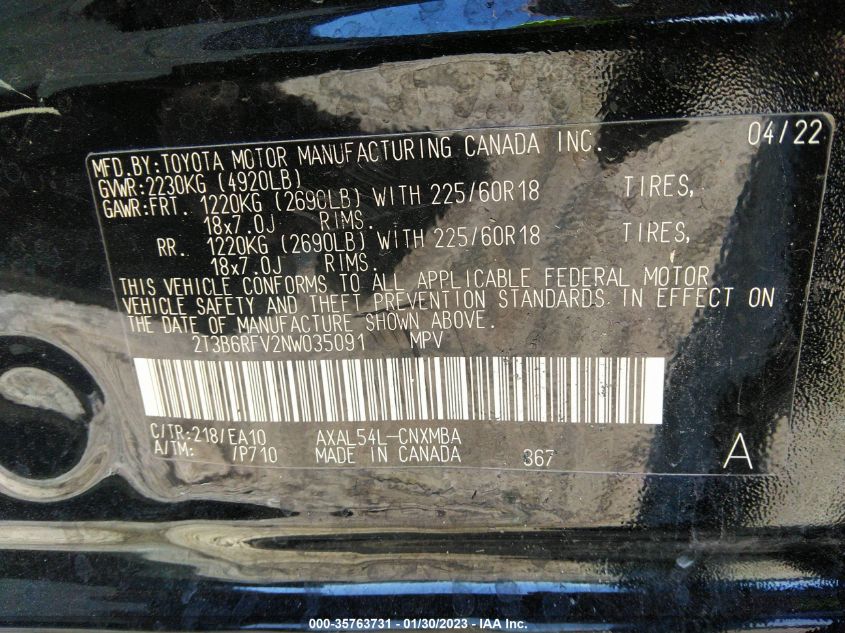 04/22
MFD.BY:TOYOTA MOTOR MANUFACTURING CANADA INC.
GVWR:2230KG (4920LB)
GAWR:FRT. 1220KG (2690LB) WITH 225/60R18 TIRES,
18x7.0J RIMS.
RR. 1220KG (2690LB) WITH 225/60R18 TIRES,
18x7.0J RIMS.
THIS VEHICLE CONFORMS TO ALL APPLICABLE FEDERAL MOTOR
VEHICLE SAFETY AND THEFT PREVENTION STANDARDS IN EFFECT ON
THE DATE OF MANUFACTURE SHOWN ABOVE.
2T3B6RFV2NW035091 MPV
C/TR:218/EA10 AXAL54L-CNXMBA
A/TM: /P710 MADE IN CANADA 367 A
000-35763731 - 01/30/2023 - IAA Inc.